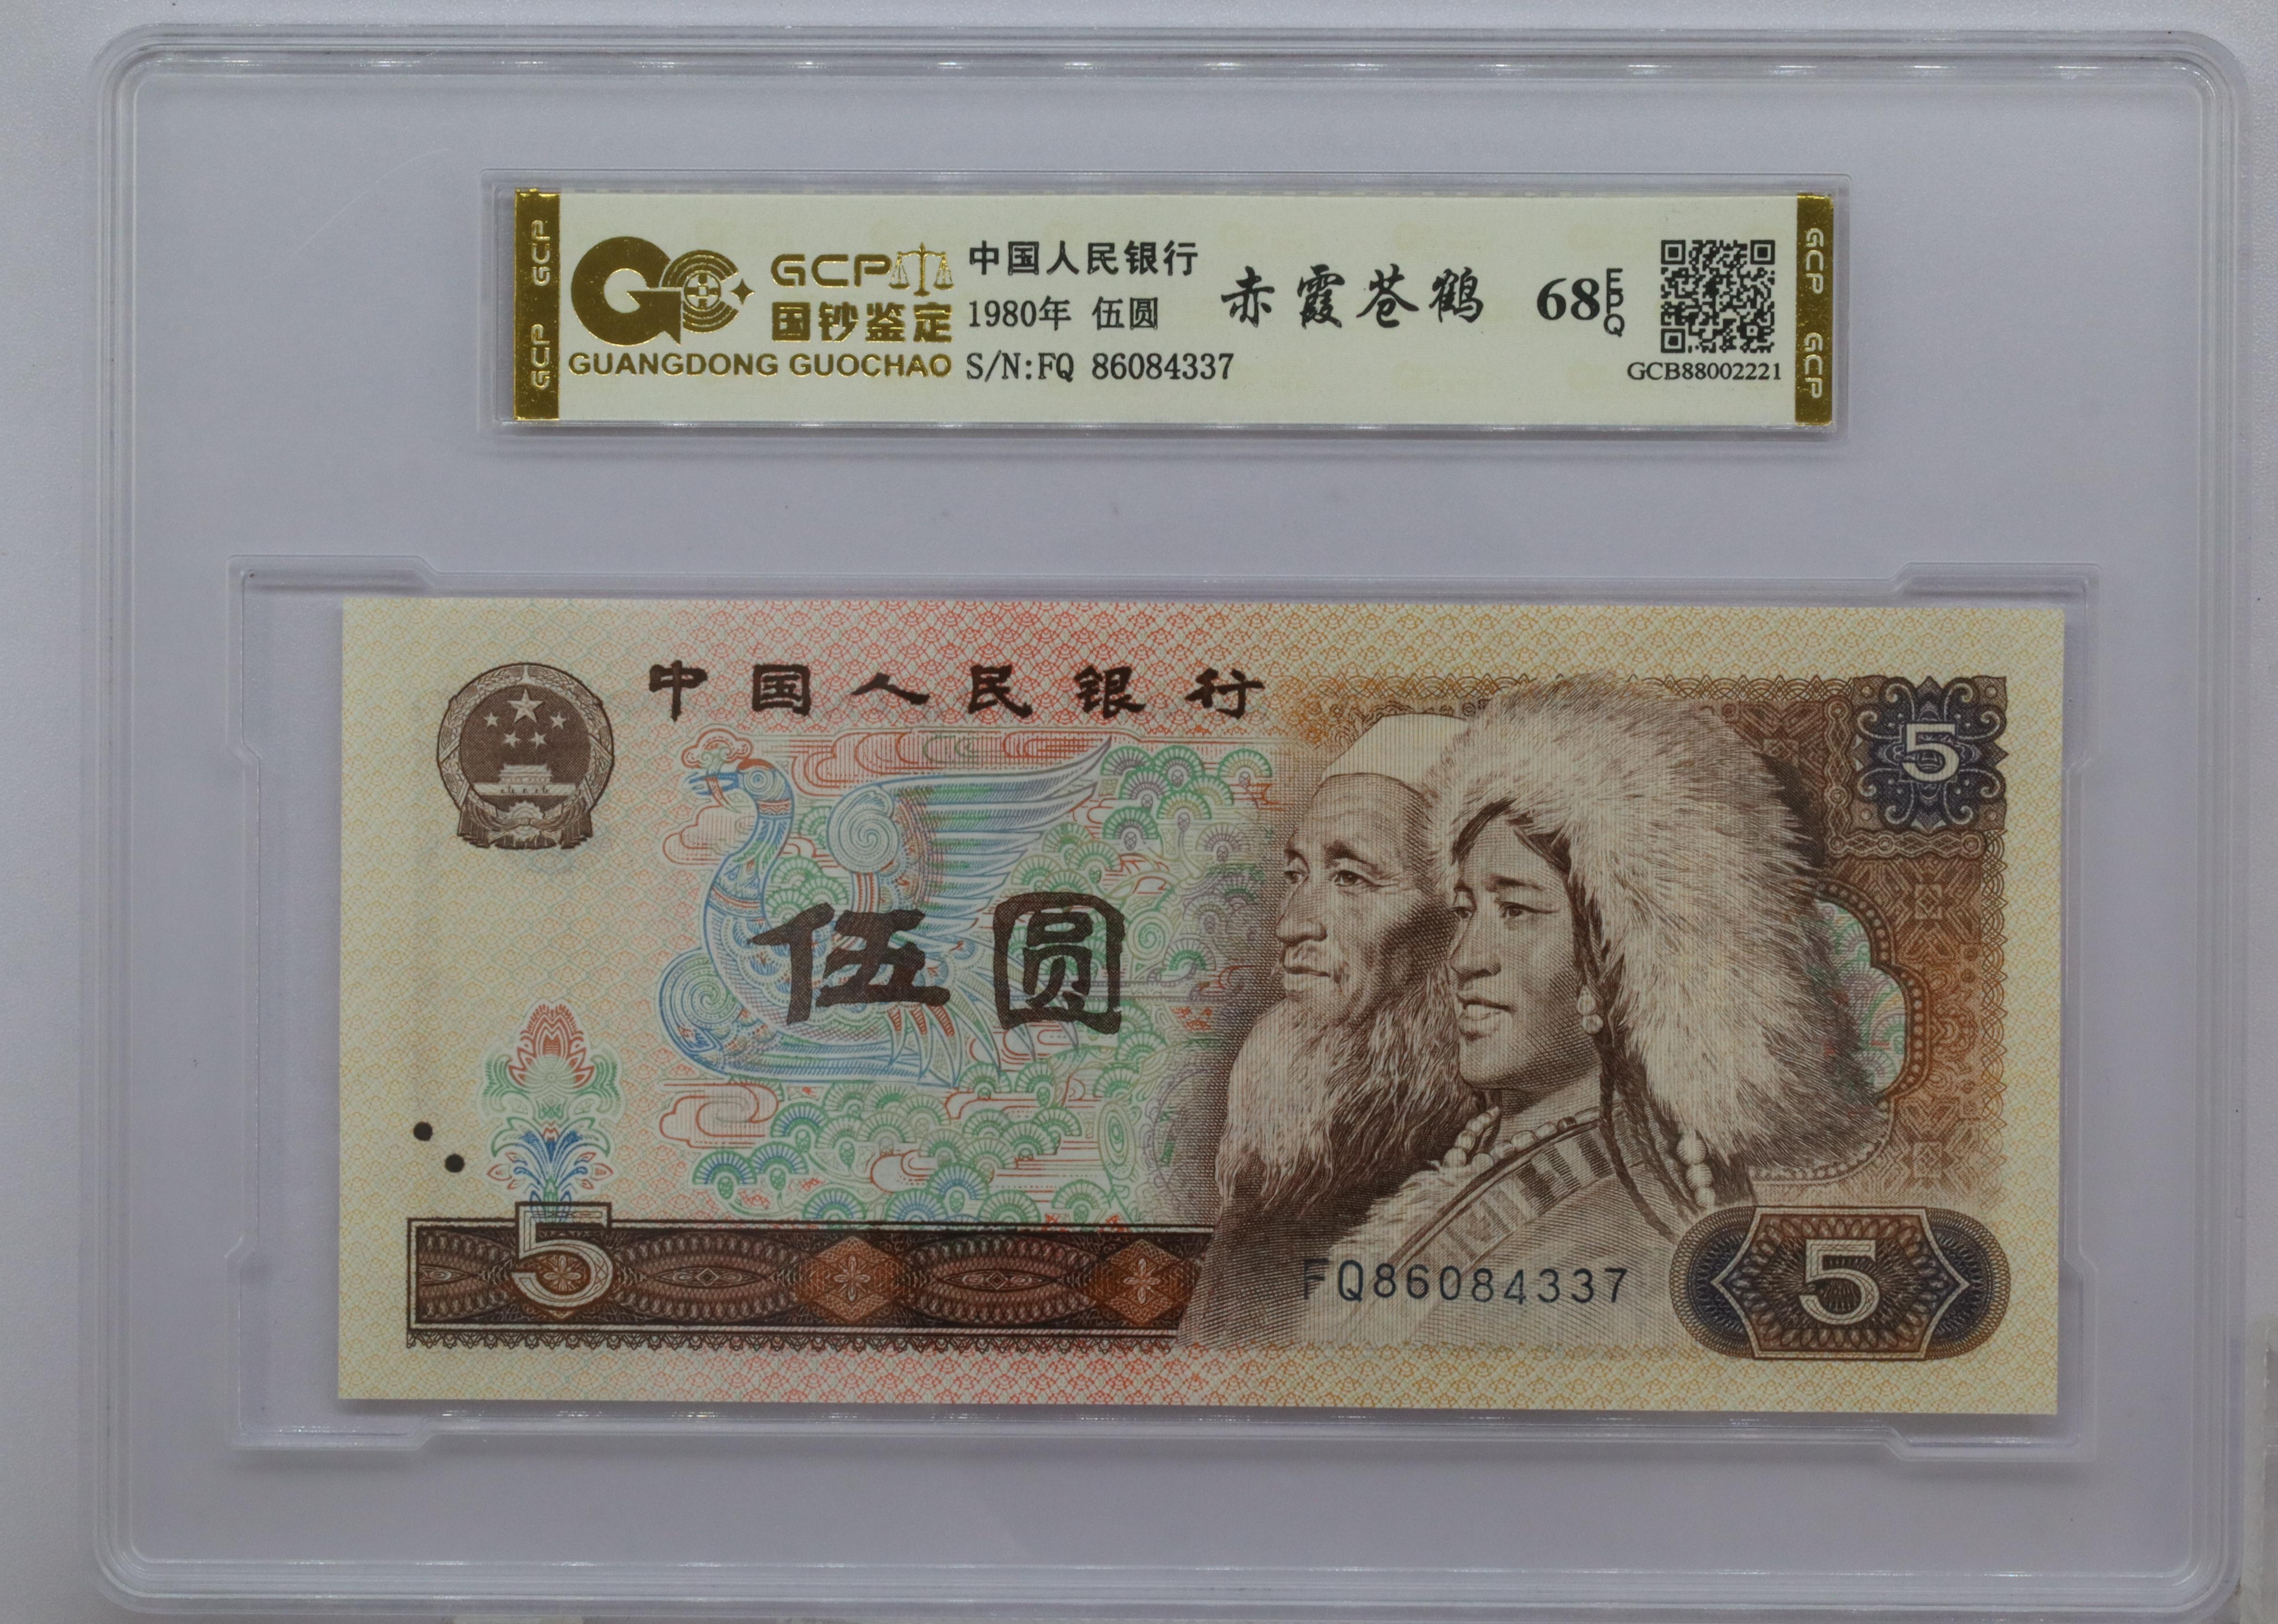 GCP GCP
GCP
国钞鉴定
GUANGDONG GUOCHAO
中国人民银行
1980年 伍圆
S/N:FQ 86084337
赤霞苍鹤
68 EPQ
GCB88002221
GCP GCP
中国人民银行
5
伍圆
5
FQ86084337
5